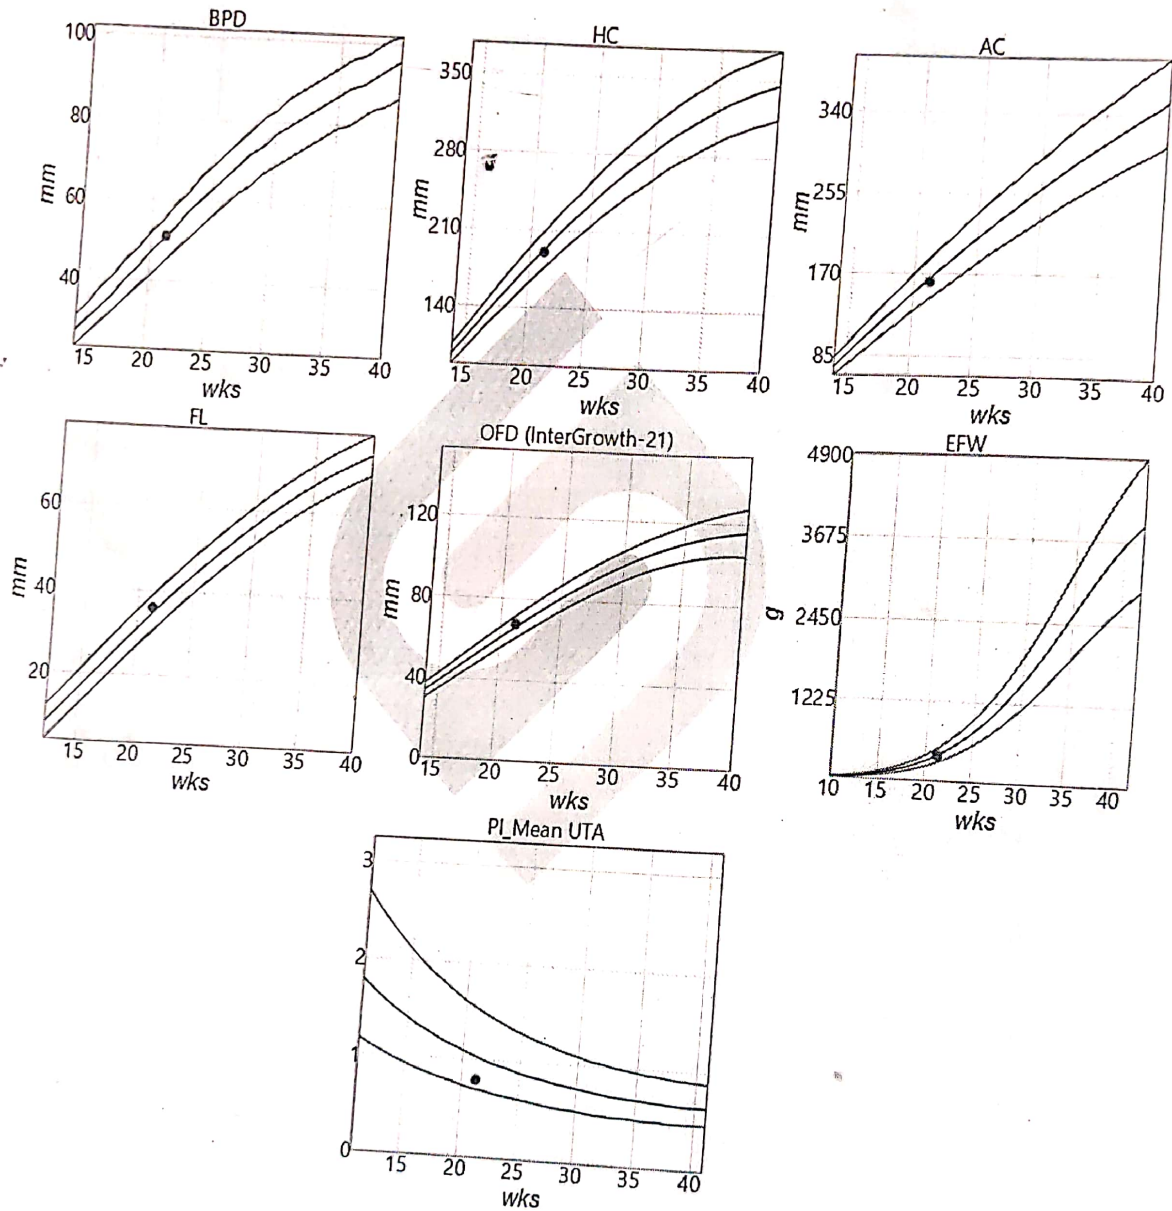 BPD
100
80
60
40
mm
15 20 25 30 35 40
wks
HC
350
280
210
140
mm
15 20 25 30 35 40
wks
AC
340
255
170
85
mm
15 20 25 30 35 40
wks
FL
60
40
20
mm
15 20 25 30 35 40
wks
OFD (InterGrowth-21)
120
80
40
0
mm
15 20 25 30 35 40
wks
EFW
4900
3675
2450
1225
g
10 15 20 25 30 35 40
wks
PI_Mean UTA
3
2
1
0
15 20 25 30 35 40
wks